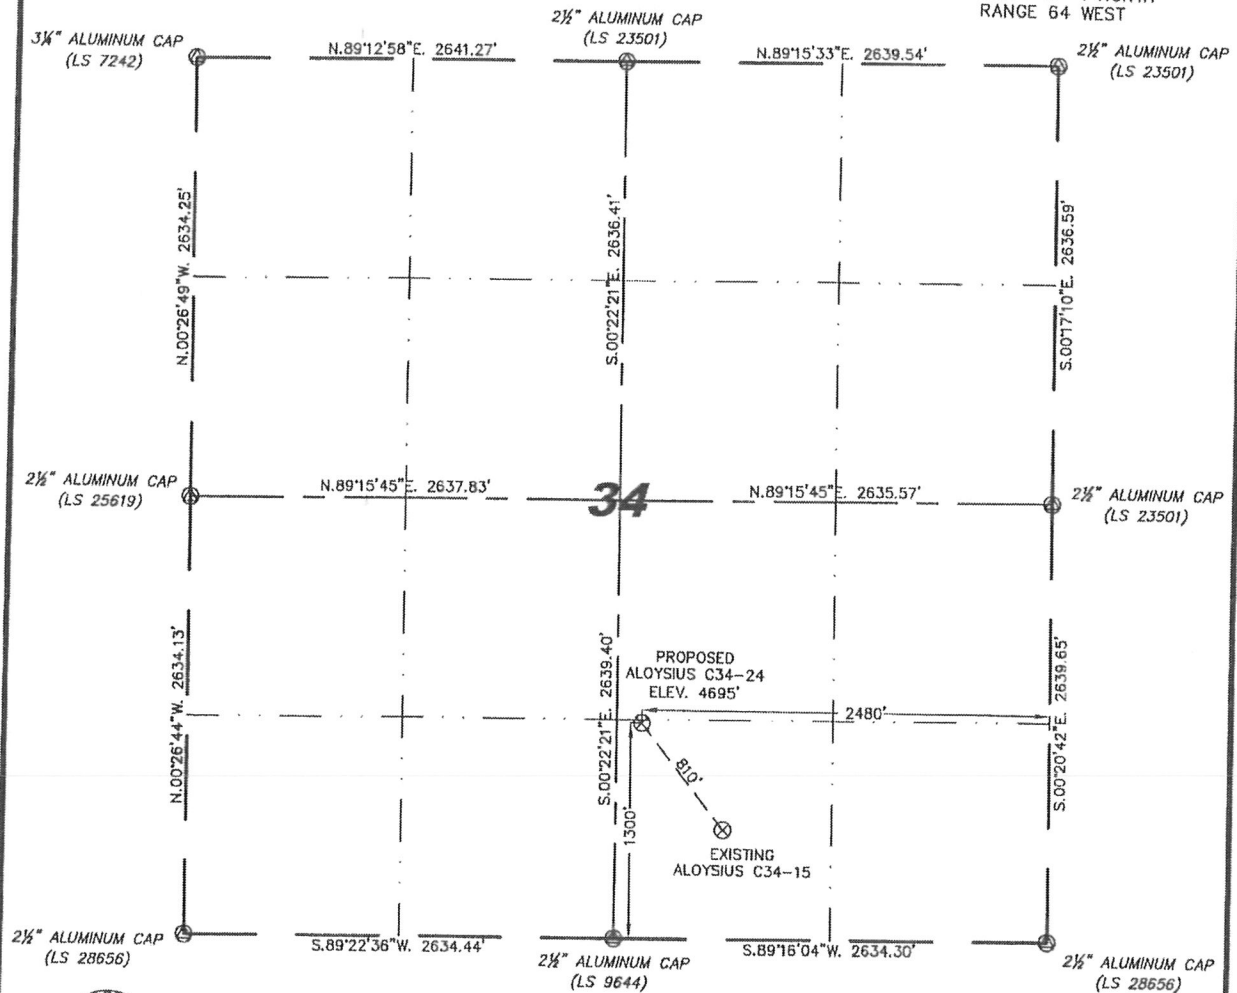 RANGE 64 WEST
3¼" ALUMINUM CAP
(LS 7242)
2½" ALUMINUM CAP
(LS 23501)
2½" ALUMINUM CAP
(LS 23501)
N.89°12'58"E. 2641.27'
N.89°15'33"E. 2639.54'
N.00°26'49"W. 2634.25'
S.00°22'21"E. 2636.41'
S.00°17'10"E. 2636.59'
2½" ALUMINUM CAP
(LS 25619)
N.89°15'45"E. 2637.83'
34
N.89°15'45"E. 2635.57'
2½" ALUMINUM CAP
(LS 23501)
N.00°26'44"W. 2634.13'
S.00°22'21"E. 2639.40'
PROPOSED
ALOYSIUS C34-24
ELEV. 4695'
2480'
S.00°20'42"E. 2639.65'
810'
1300'
EXISTING
ALOYSIUS C34-15
2½" ALUMINUM CAP
(LS 28656)
S.89°22'36"W. 2634.44'
2½" ALUMINUM CAP
(LS 9644)
S.89°16'04"W. 2634.30'
2½" ALUMINUM CAP
(LS 28656)